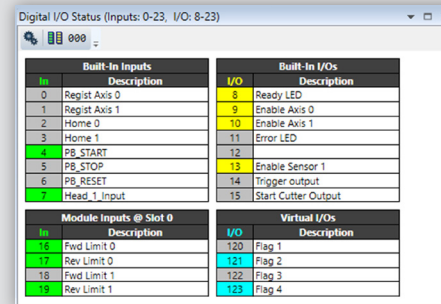 Digital I/O Status (Inputs: 0-23, I/O: 8-23)
000
Built-In Inputs
In Description
0 Regist Axis 0
1 Regist Axis 1
2 Home 0
3 Home 1
4 PB_START
5 PB_STOP
6 PB_RESET
7 Head_1_Input
Built-In I/Os
I/O Description
8 Ready LED
9 Enable Axis 0
10 Enable Axis 1
11 Error LED
12
13 Enable Sensor 1
14 Trigger output
15 Start Cutter Output
Module Inputs @ Slot 0
In Description
16 Fwd Limit 0
17 Rev Limit 0
18 Fwd Limit 1
19 Rev Limit 1
Virtual I/Os
I/O Description
120 Flag 1
121 Flag 2
122 Flag 3
123 Flag 4